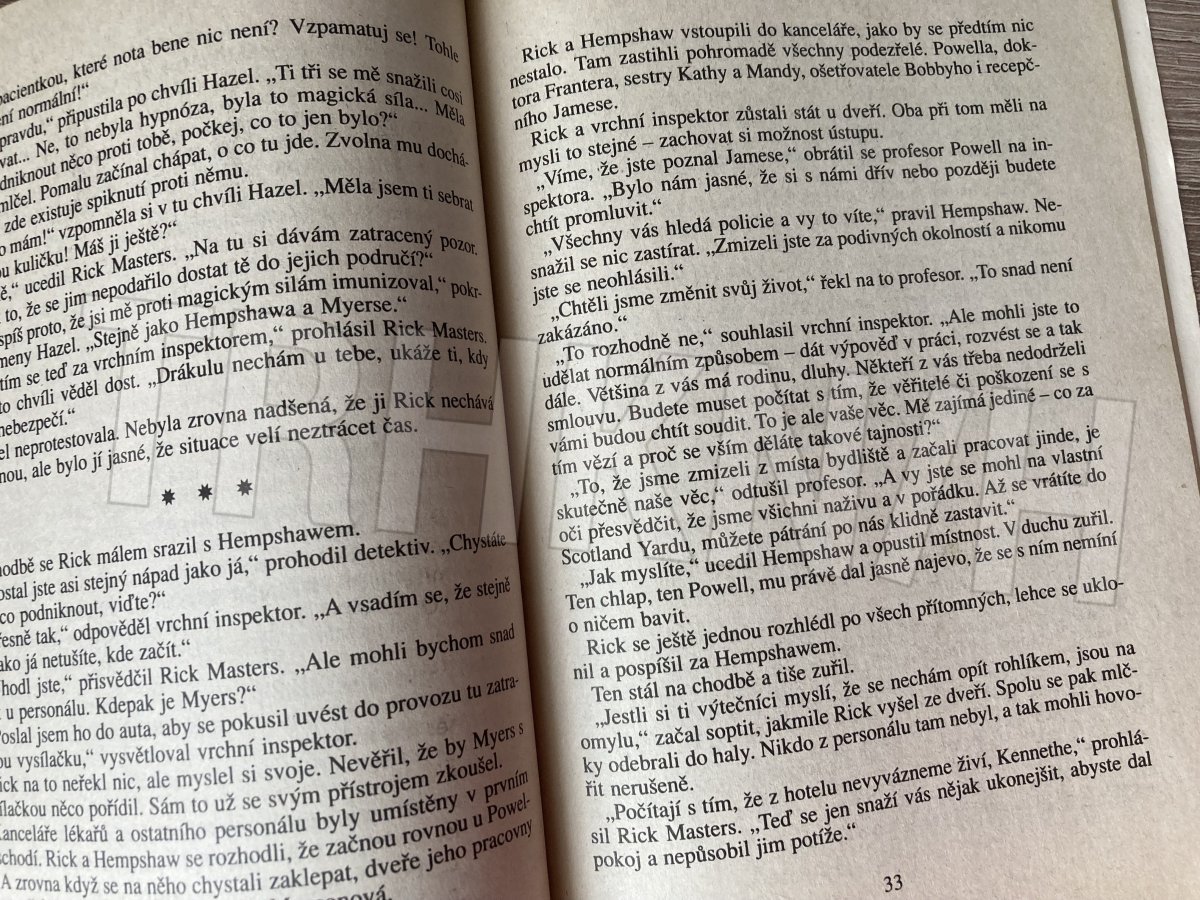 pacientkou, které nota bene nic není? Vzpamatuj se! Tohle
ení normální!“
pravdu,“ připustila po chvíli Hazel. „Ti tři se mě snažili cosi
vat... Ne, to nebyla hypnóza, byla to magická síla... Měla
dniknout něco proti tobě, počkej, co to jen bylo?“
mlčel. Pomalu začínal chápat, o co tu jde. Zvolna mu dochá-
zde existuje spiknutí proti němu.
o mám!“ vzpomněla si v tu chvíli Hazel. „Měla jsem ti sebrat
ou kuličku! Máš ji ještě?“
ě,“ ucedil Rick Masters. „Na tu si dávám zatracený pozor.
to, že se jim nepodařilo dostat tě do jejich područí?“
spíš proto, že jsi mě proti magickým silám imunizoval,“ pokr-
meny Hazel. „Stejně jako Hempshawa a Myerse.“
tím se teď za vrchním inspektorem,“ prohlásil Rick Masters.
to chvíli věděl dost. „Drákulu nechám u tebe, ukáže ti, kdy
nebezpečí.“
el neprotestovala. Nebyla zrovna nadšená, že ji Rick nechává
nou, ale bylo jí jasné, že situace velí neztrácet čas.
* * *
hodbě se Rick málem srazil s Hempshawem.
ostal jste asi stejný nápad jako já,“ prohodil detektiv. „Chystáte
co podniknout, viďte?“
řesně tak,“ odpověděl vrchní inspektor. „A vsadím se, že stejně
ako já netušíte, kde začít.“
hodl jste,“ přisvědčil Rick Masters. „Ale mohli bychom snad
u personálu. Kdepak je Myers?“
oslal jsem ho do auta, aby se pokusil uvést do provozu tu zatra-
ou vysílačku,“ vysvětloval vrchní inspektor.
ick na to neřekl nic, ale myslel si svoje. Nevěřil, že by Myers s
ílačkou něco pořídil. Sám to už se svým přístrojem zkoušel.
Kanceláře lékařů a ostatního personálu byly umístěny v prvním
schodí. Rick a Hempshaw se rozhodli, že začnou rovnou u Powel-
A zrovna když se na něho chystali zaklepat, dveře jeho pracovny
Rick a Hempshaw vstoupili do kanceláře, jako by se předtím nic
nestalo. Tam zastihli pohromadě všechny podezřelé. Powella, dok-
tora Frantera, sestry Kathy a Mandy, ošetřovatele Bobbyho i recepč-
ního Jamese.
Rick a vrchní inspektor zůstali stát u dveří. Oba při tom měli na
mysli to stejné – zachovat si možnost ústupu.
„Víme, že jste poznal Jamese,“ obrátil se profesor Powell na in-
spektora. „Bylo nám jasné, že si s námi dřív nebo později budete
chtít promluvit.“
„Všechny vás hledá policie a vy to víte,“ pravil Hempshaw. Ne-
snažil se nic zastírat. „Zmizeli jste za podivných okolností a nikomu
jste se neohlásili.“
„Chtěli jsme změnit svůj život,“ řekl na to profesor. „To snad není
zakázáno.“
„To rozhodně ne,“ souhlasil vrchní inspektor. „Ale mohli jste to
udělat normálním způsobem – dát výpověď v práci, rozvést se a tak
dále. Většina z vás má rodinu, dluhy. Někteří z vás třeba nedodrželi
smlouvu. Budete muset počítat s tím, že věřitelé či poškození se s
vámi budou chtít soudit. To je ale vaše věc. Mě zajímá jediné – co za
tím vězí a proč se vším děláte takové tajnosti?“
„To, že jsme zmizeli z místa bydliště a začali pracovat jinde, je
skutečně naše věc,“ odtušil profesor. „A vy jste se mohl na vlastní
oči přesvědčit, že jsme všichni naživu a v pořádku. Až se vrátíte do
Scotland Yardu, můžete pátrání po nás klidně zastavit.“
„Jak myslíte,“ ucedil Hempshaw a opustil místnost. V duchu zuřil.
Ten chlap, ten Powell, mu právě dal jasně najevo, že se s ním nemíní
o ničem bavit.
Rick se ještě jednou rozhlédl po všech přítomných, lehce se uklo-
nil a pospíšil za Hempshawem.
Ten stál na chodbě a tiše zuřil.
„Jestli si ti výtečníci myslí, že se nechám opít rohlíkem, jsou na
omylu,“ začal soptit, jakmile Rick vyšel ze dveří. Spolu se pak mlč-
ky odebrali do haly. Nikdo z personálu tam nebyl, a tak mohli hovo-
řit nerušeně.
„Počítají s tím, že z hotelu nevyvázneme živí, Kennethe,“ prohlá-
sil Rick Masters. „Teď se jen snaží vás nějak ukonejšit, abyste dal
pokoj a nepůsobil jim potíže.“
33